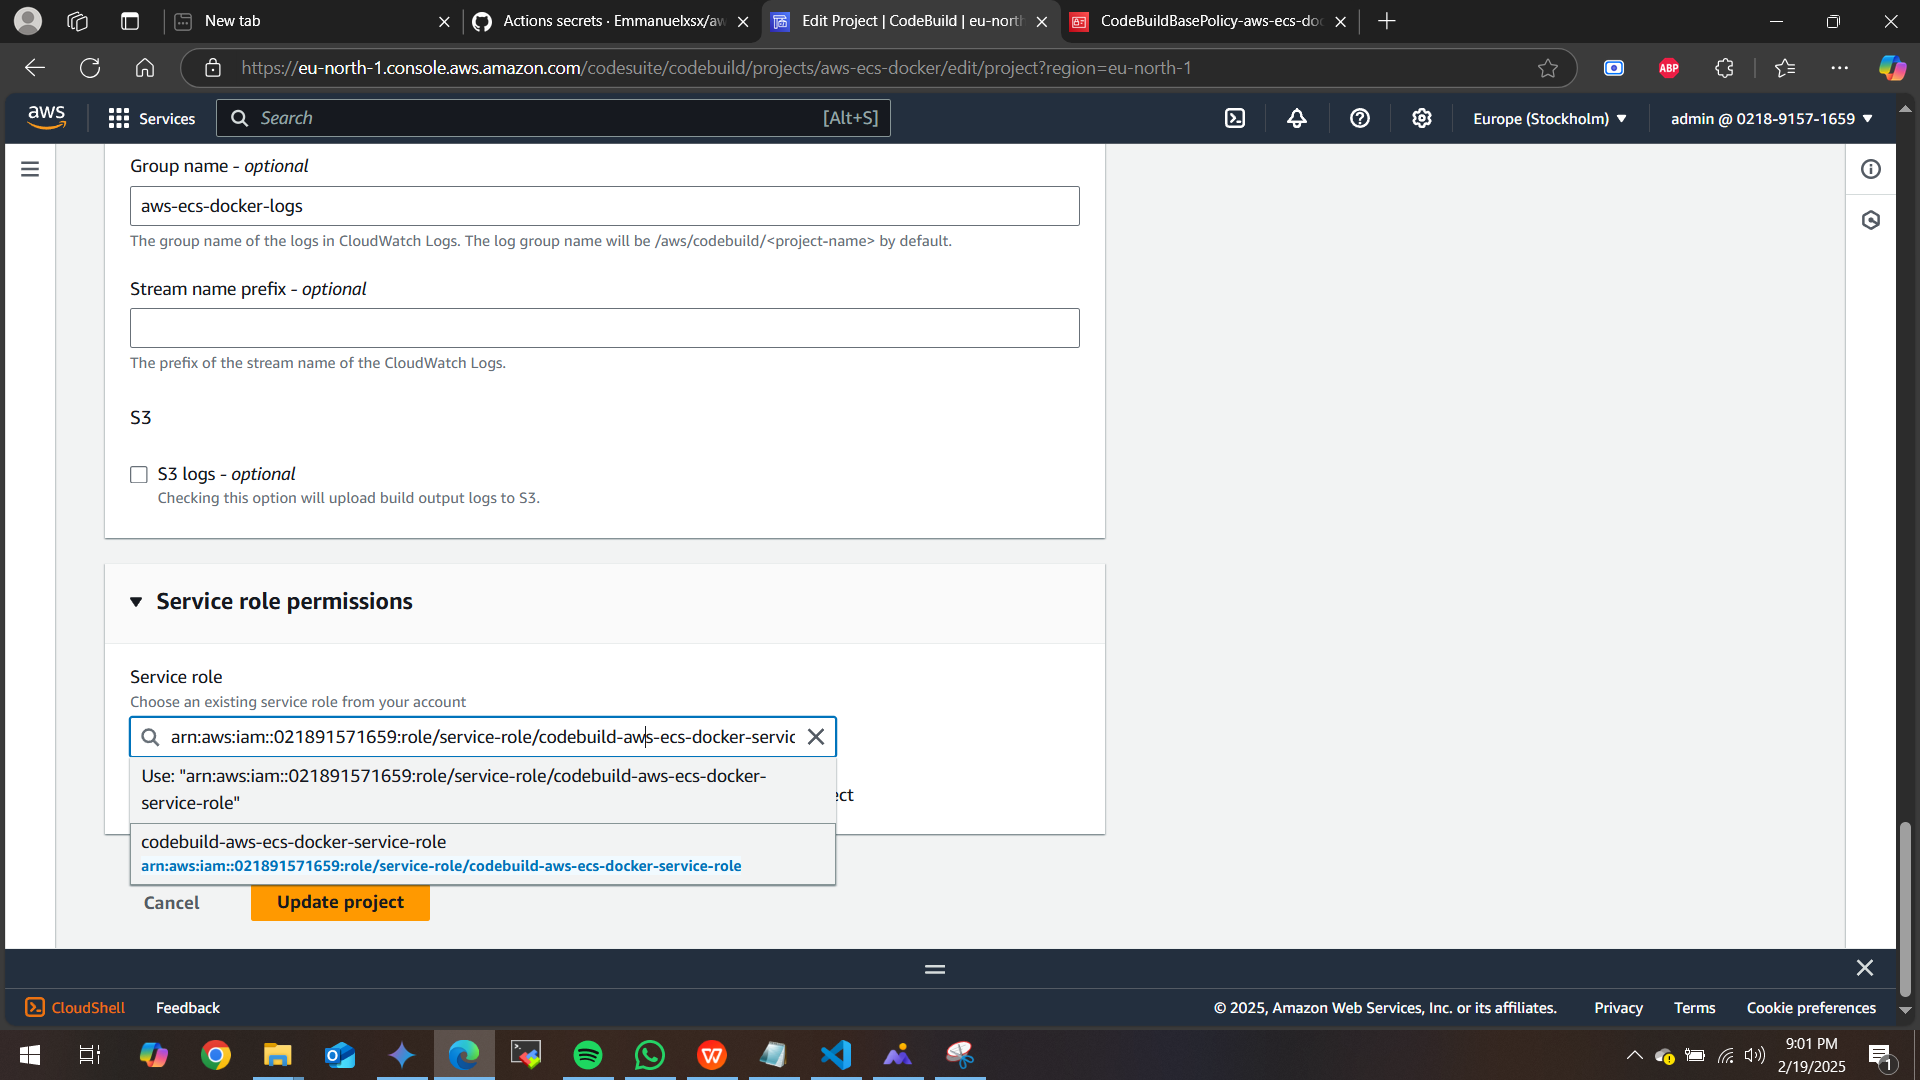 New tab
Actions secrets · Emmanuelxsx/aw
Edit Project | CodeBuild | eu-north
CodeBuildBasePolicy-aws-ecs-doc
https://eu-north-1.console.aws.amazon.com/codesuite/codebuild/projects/aws-ecs-docker/edit/project?region=eu-north-1
ABP
aws
Services
Search
[Alt+S]
Europe (Stockholm)
admin @ 0218-9157-1659
Group name - optional
aws-ecs-docker-logs
The group name of the logs in CloudWatch Logs. The log group name will be /aws/codebuild/<project-name> by default.
Stream name prefix - optional
The prefix of the stream name of the CloudWatch Logs.
S3
S3 logs - optional
Checking this option will upload build output logs to S3.
Service role permissions
Service role
Choose an existing service role from your account
arn:aws:iam::021891571659:role/service-role/codebuild-aws-ecs-docker-servic
Use: "arn:aws:iam::021891571659:role/service-role/codebuild-aws-ecs-docker-
service-role"
ect
codebuild-aws-ecs-docker-service-role
arn:aws:iam::021891571659:role/service-role/codebuild-aws-ecs-docker-service-role
Cancel
Update project
CloudShell
Feedback
© 2025, Amazon Web Services, Inc. or its affiliates.
Privacy
Terms
Cookie preferences
9:01 PM
2/19/2025
1